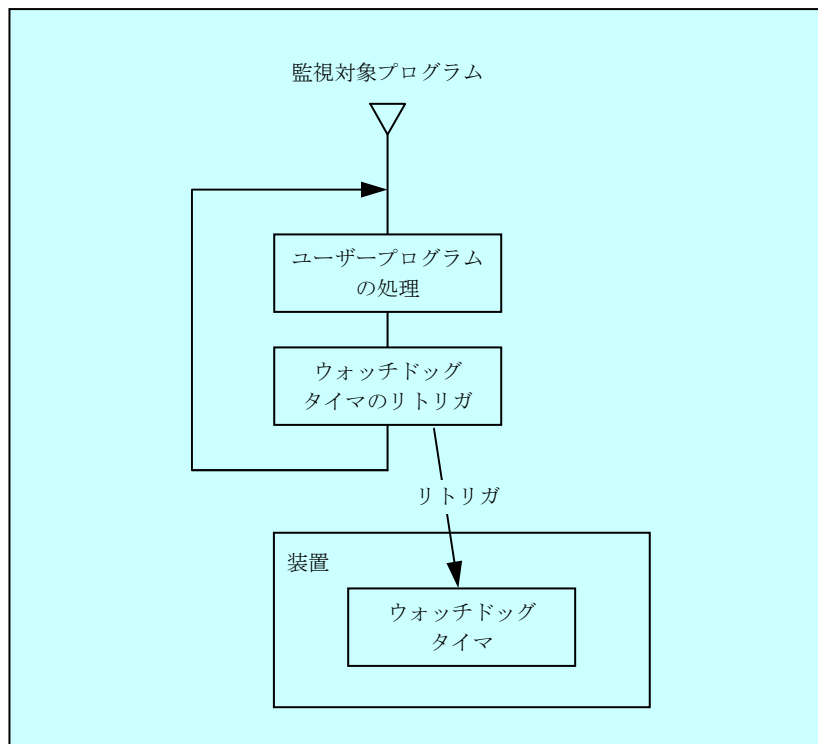 監視対象プログラム
ユーザープログラム
の処理
ウォッチドッグ
タイマのリトリガ
リトリガ
装置
ウォッチドッグ
タイマ